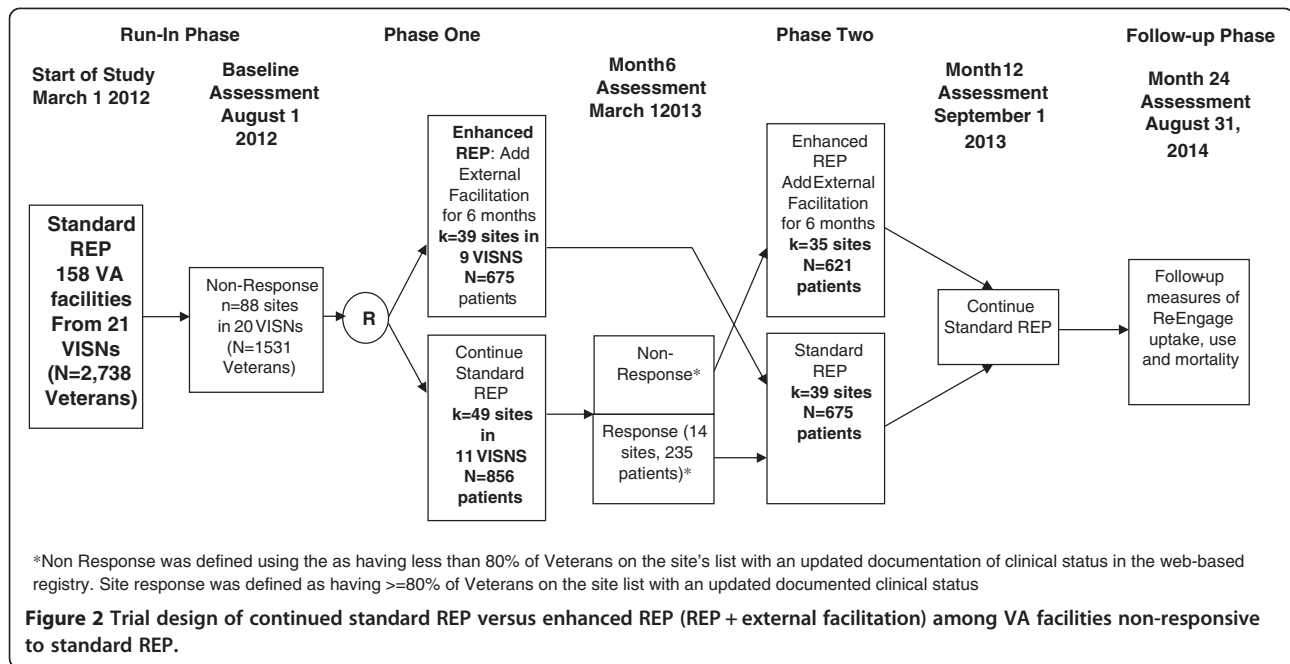 Run-In Phase
Phase One
Phase Two
Follow-up Phase
Start of Study
March 1 2012
Baseline
Assessment
August 1
2012
Month6
Assessment
March 12013
Month12
Assessment
September 1
2013
Month 24
Assessment
August 31,
2014
Standard
REP
158 VA
facilities
From 21
VISNs
(N=2,738
Veterans)
Non-Response
n=88 sites
in 20 VISNs
(N=1531
Veterans)
R
Enhanced
REP: Add
External
Facilitation
for 6 months
k=39 sites in
9 VISNS
N=675
patients
Continue
Standard
REP
k=49 sites
in
11 VISNS
N=856
patients
Non-
Response*
Response (14
sites, 235
patients)*
Enhanced
REP
Add External
Facilitation
for 6 months
k=35 sites
N=621
patients
Standard
REP
k=39 sites
N=675
patients
Continue
Standard REP
Follow-up
measures of
Re-Engage
uptake, use
and mortality
*Non Response was defined using the as having less than 80% of Veterans on the site's list with an updated documentation of clinical status in the web-based
registry. Site response was defined as having >=80% of Veterans on the site list with an updated documented clinical status
Figure 2 Trial design of continued standard REP versus enhanced REP (REP + external facilitation) among VA facilities non-responsive
to standard REP.